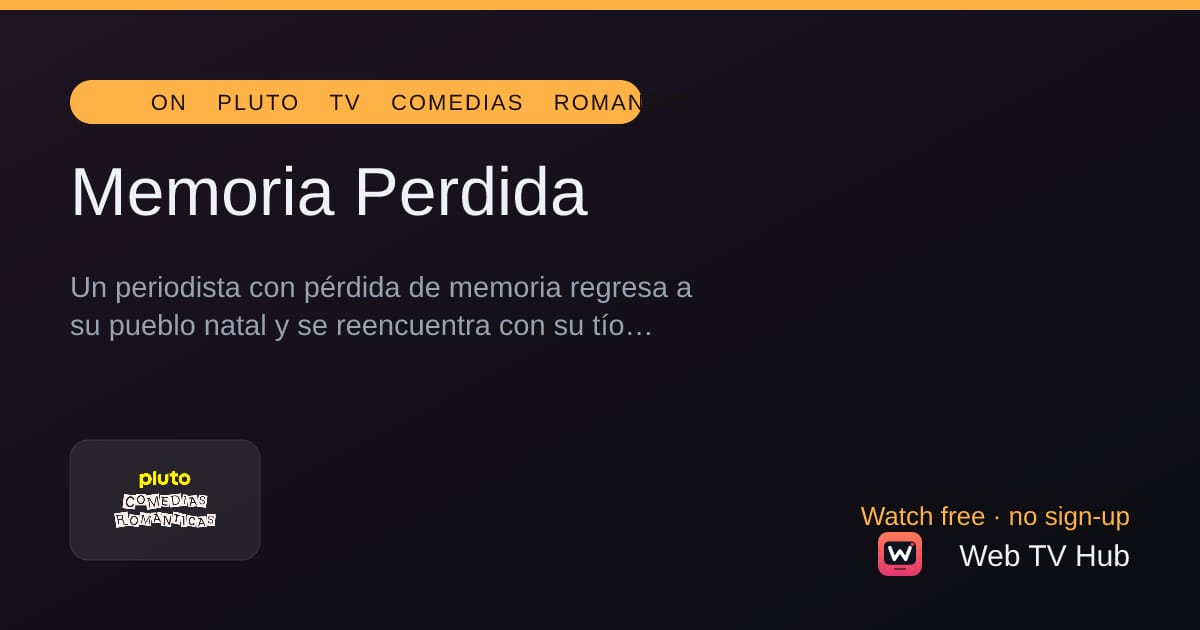 ON PLUTO TV COMEDIAS ROMAN
Memoria Perdida
Un periodista con pérdida de memoria regresa a
su pueblo natal y se reencuentra con su tío…
pluto
COMEDIAS
ROMANTICAS
Watch free · no sign-up
W
Web TV Hub